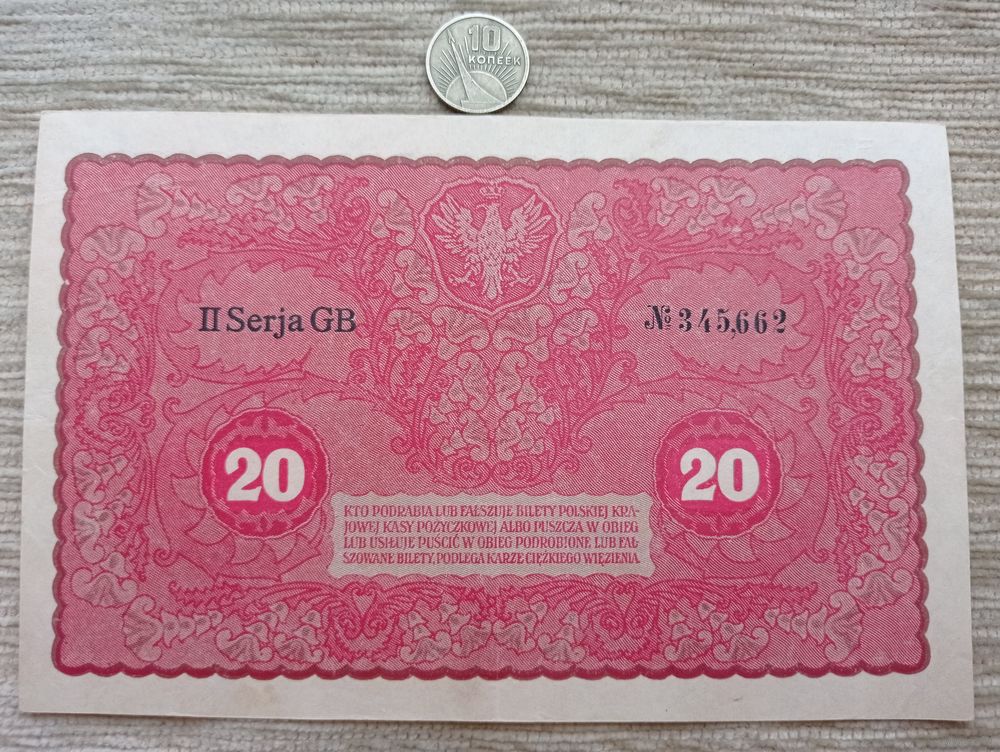 10
КОПЕЕК
II Serja GB
№ 345,662
20
20
KTO PODRABIA LUB FAŁSZUJE BILETY POLSKIEJ KRA-
JOWEJ KASY POŻYCZKOWEJ ALBO PUSZCZA W OBIEG
LUB USIŁUJE PUŚCIĆ W OBIEG PODROBIONE LUB FAŁ-
SZOWANE BILETY, PODLEGA KARZE CIĘŻKIEGO WIĘZIENIA.